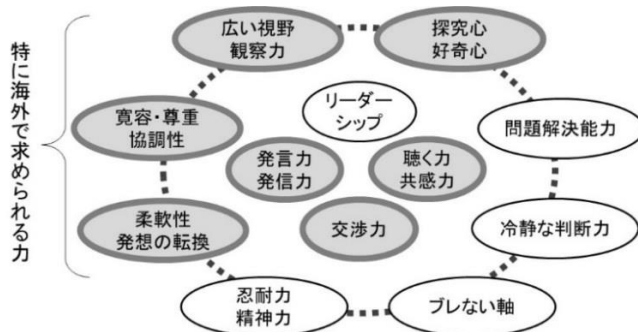 特に海外で求められる力
広い視野
観察力
探究心
好奇心
リーダー
シップ
寛容・尊重
協調性
問題解決能力
発言力
発信力
聴く力
共感力
柔軟性
発想の転換
交渉力
冷静な判断力
忍耐力
精神力
ブレない軸